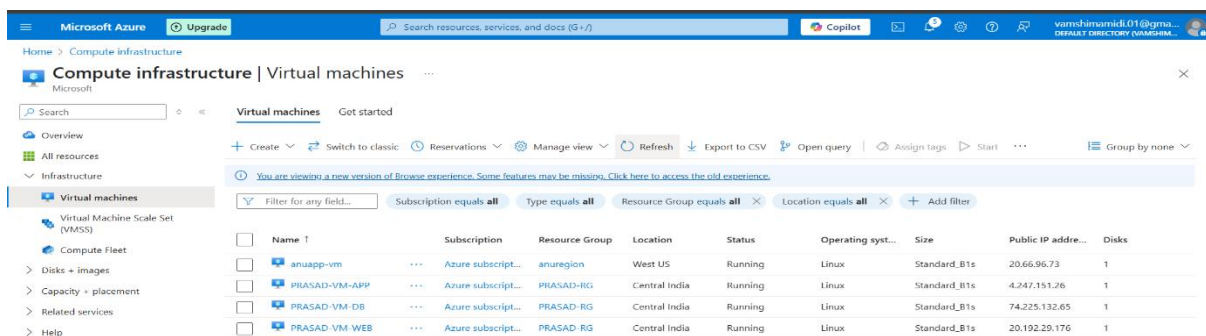 Microsoft Azure
Upgrade
Search resources, services, and docs (G+/)
Copilot
5
vamshimamidi.01@gma...
DEFAULT DIRECTORY (VAMSHIM...
Home > Compute infrastructure
Compute infrastructure | Virtual machines ...
Microsoft
Search
Overview
All resources
Infrastructure
Virtual machines
Virtual Machine Scale Set
(VMSS)
Compute Fleet
Disks + images
Capacity + placement
Related services
Help
Virtual machines Get started
Create Switch to classic Reservations Manage view Refresh Export to CSV Open query Assign tags Start ... Group by none
You are viewing a new version of Browse experience. Some features may be missing. Click here to access the old experience.
Filter for any field... Subscription equals all Type equals all Resource Group equals all Location equals all Add filter
Name ↑ Subscription Resource Group Location Status Operating syst... Size Public IP addre... Disks
anuapp-vm ... Azure subscript... anuregion West US Running Linux Standard_B1s 20.66.96.73 1
PRASAD-VM-APP ... Azure subscript... PRASAD-RG Central India Running Linux Standard_B1s 4.247.151.26 1
PRASAD-VM-DB ... Azure subscript... PRASAD-RG Central India Running Linux Standard_B1s 74.225.132.65 1
PRASAD-VM-WEB ... Azure subscript... PRASAD-RG Central India Running Linux Standard_B1s 20.192.29.176 1